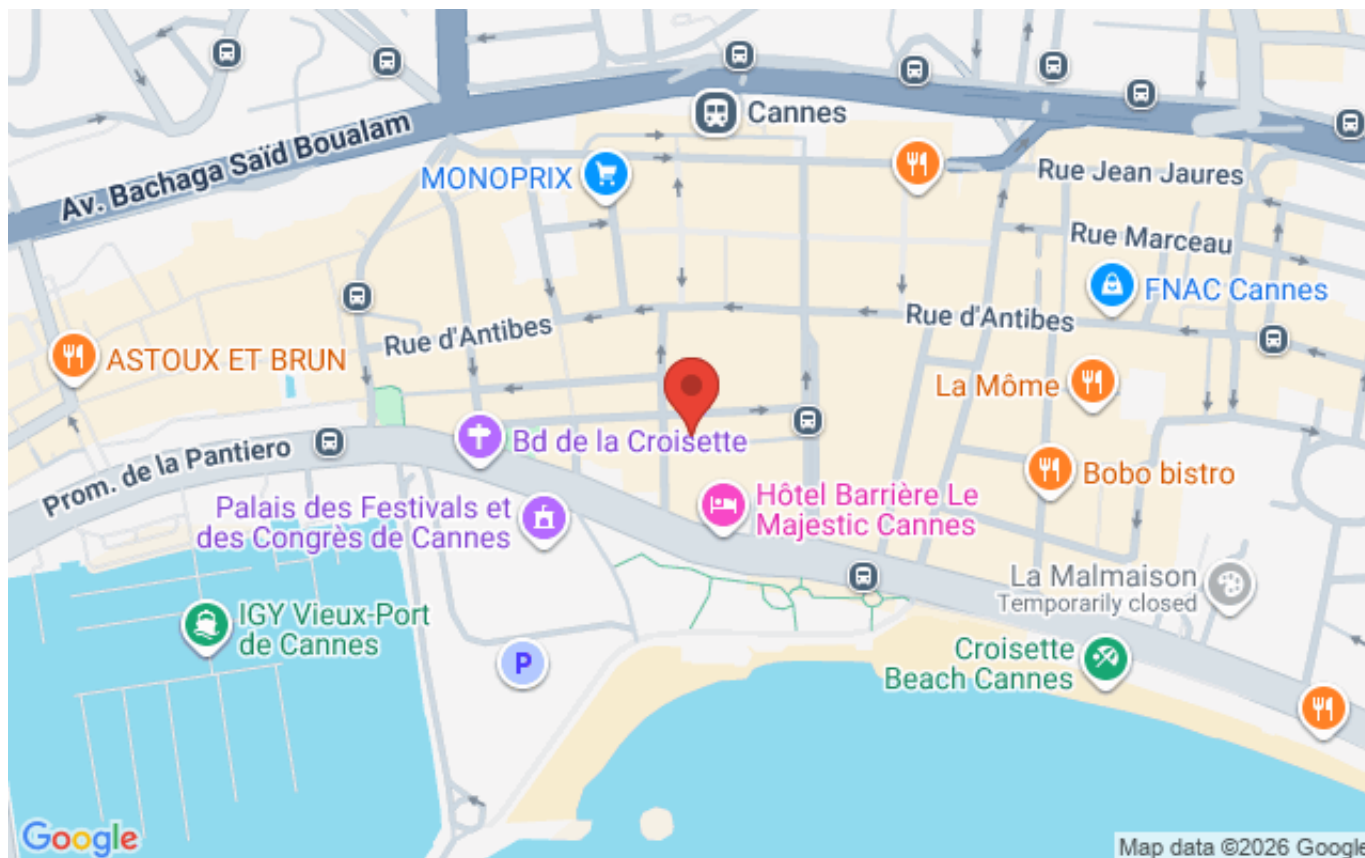 Cannes
Av. Bachaga Saïd Boualam
MONOPRIX
Rue Jean Jaures
Rue Marceau
FNAC Cannes
Rue d'Antibes
Rue d'Antibes
ASTOUX ET BRUN
La Môme
Bd de la Croisette
Prom. de la Pantiero
Bobo bistro
Palais des Festivals et
des Congrès de Cannes
Hôtel Barrière Le
Majestic Cannes
La Malmaison
Temporarily closed
IGY Vieux-Port
de Cannes
P
Croisette
Beach Cannes
Google
Map data ©2026 Google